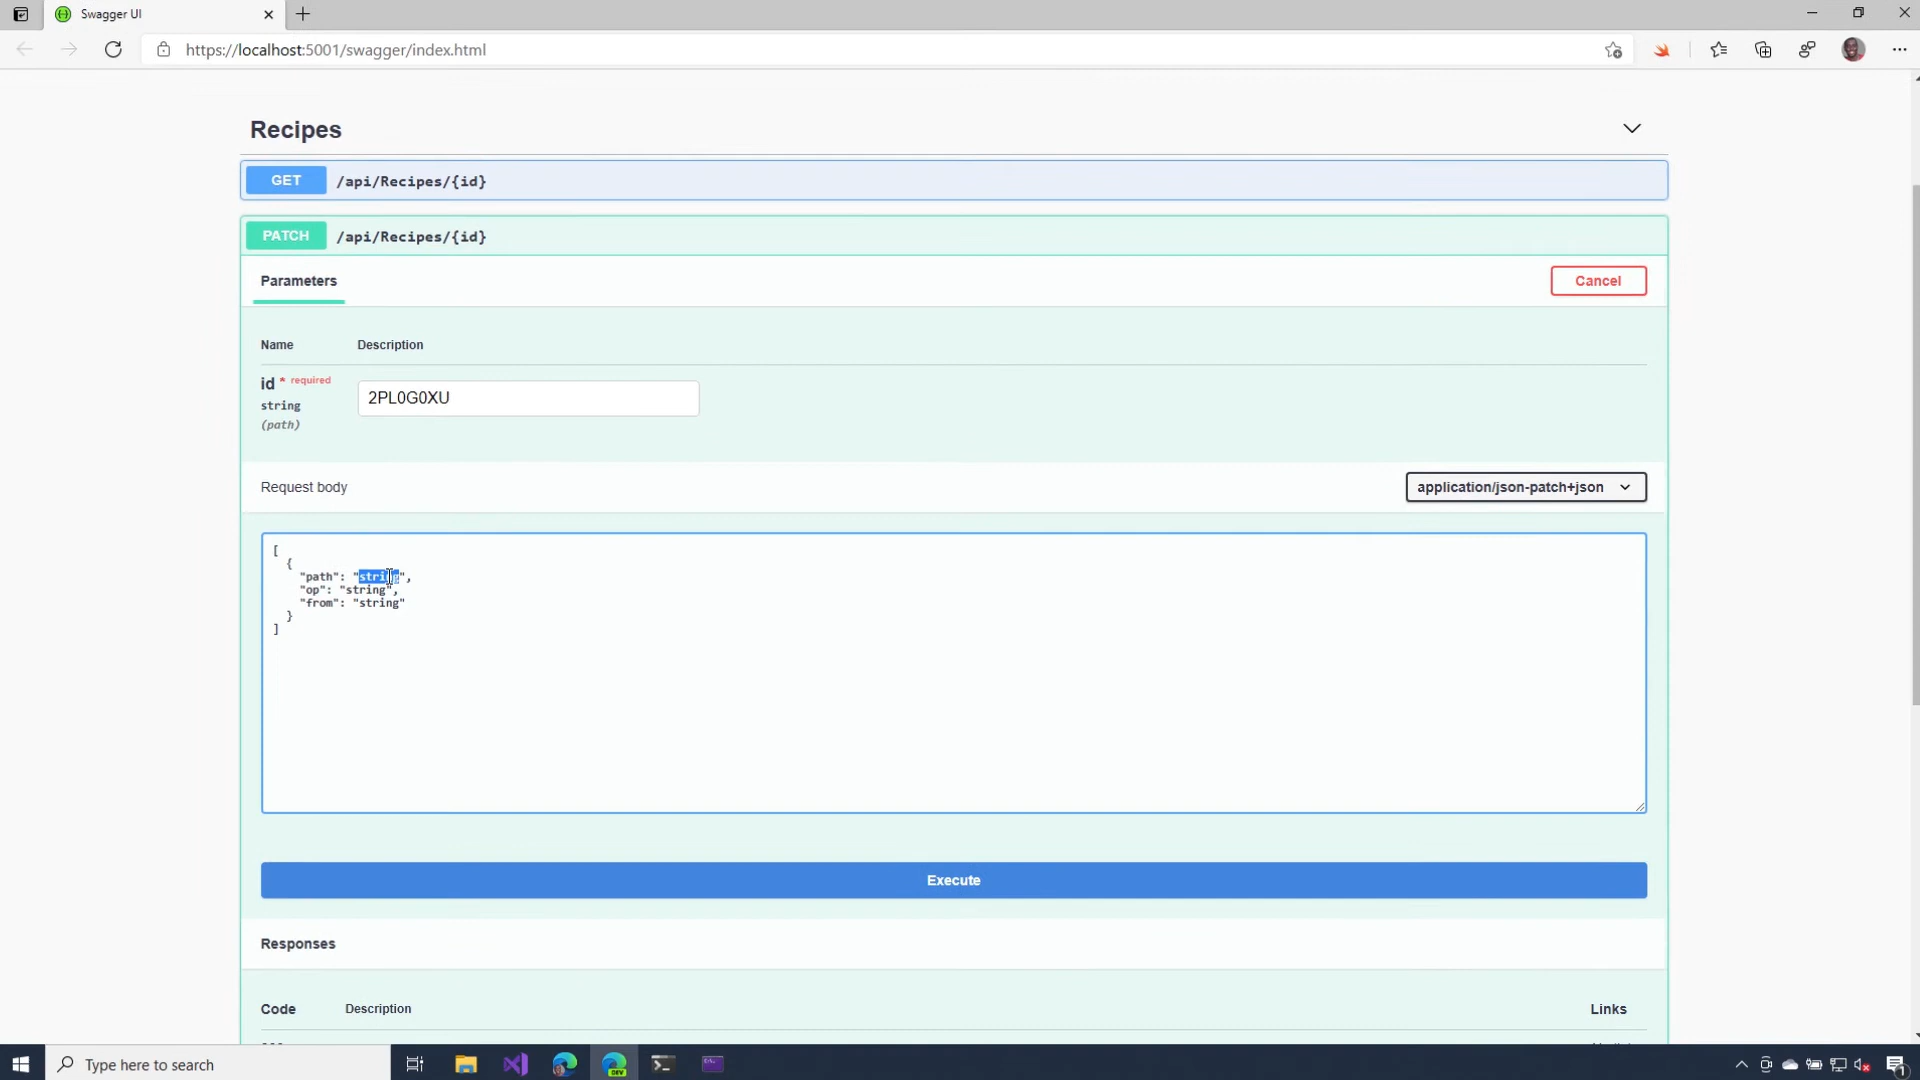 Swagger UI
https://localhost:5001/swagger/index.html
Recipes
GET /api/Recipes/{id}
PATCH /api/Recipes/{id}
Parameters
Cancel
Name Description
id * required
string
(path)
2PL0G0XU
Request body
application/json-patch+json
[
{
"path": "string",
"op": "string",
"from": "string"
}
]
Execute
Responses
Code Description Links
Type here to search
DEV
1